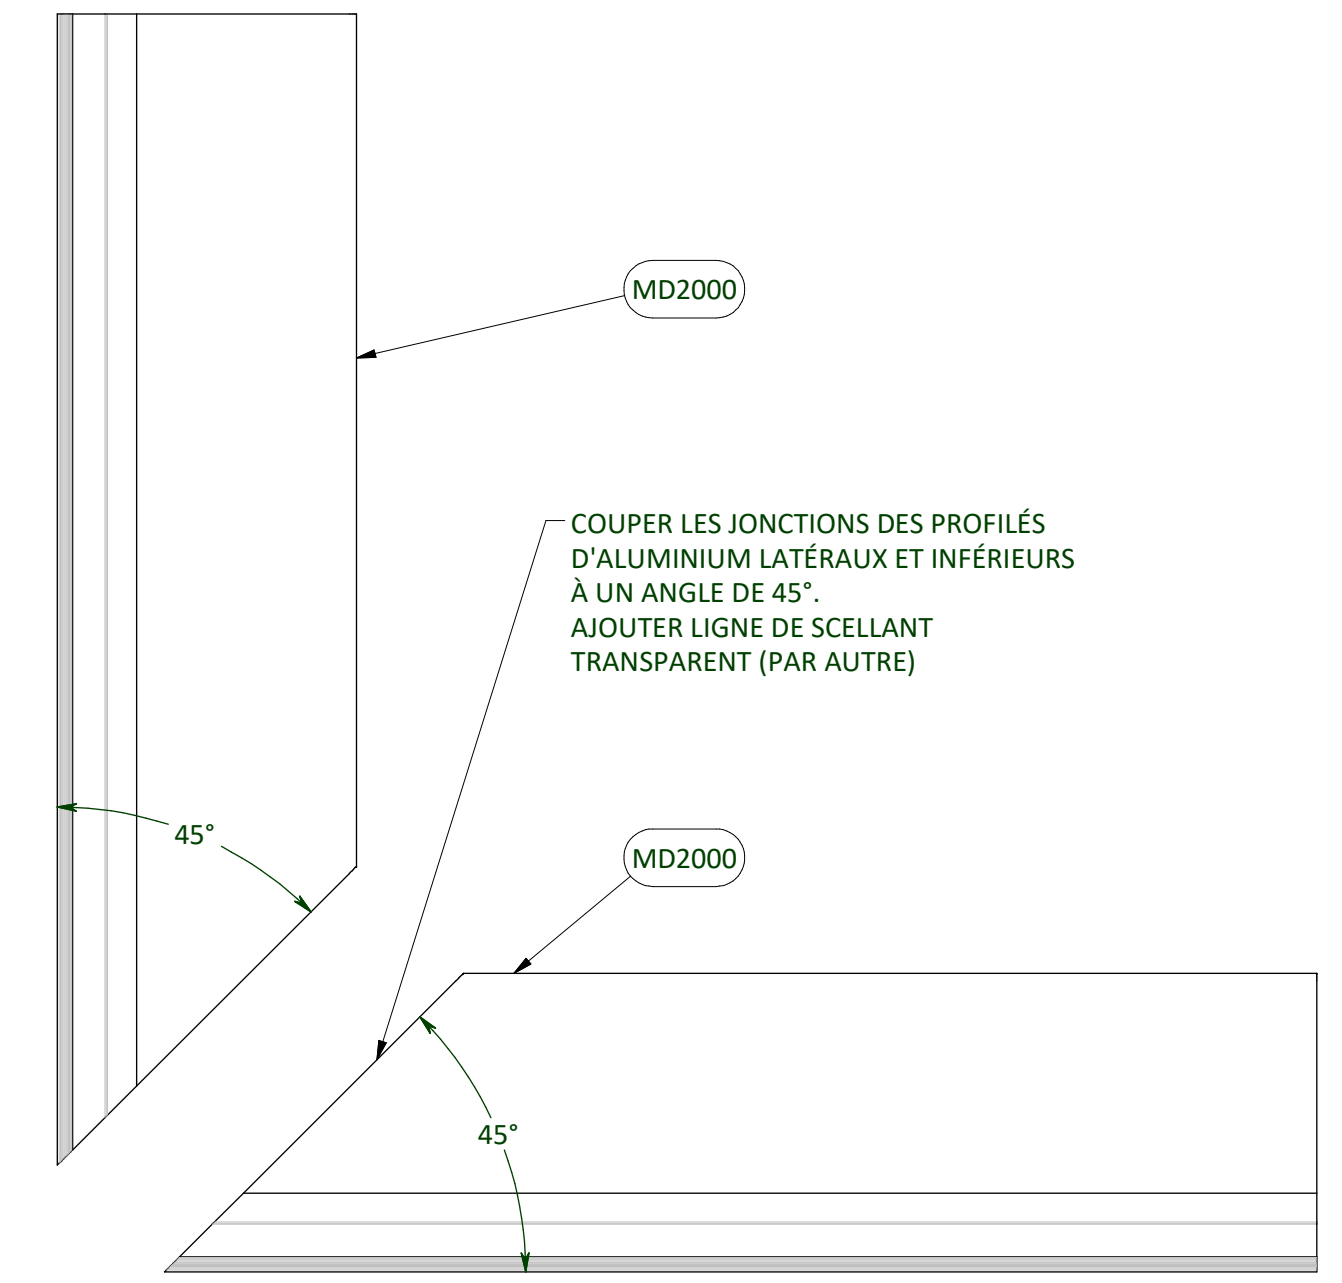 MD2000
COUPER LES JONCTIONS DES PROFILÉS
D'ALUMINIUM LATÉRAUX ET INFÉRIEURS
À UN ANGLE DE 45°.
AJOUTER LIGNE DE SCELLANT
TRANSPARENT (PAR AUTRE)
45°
MD2000
45°